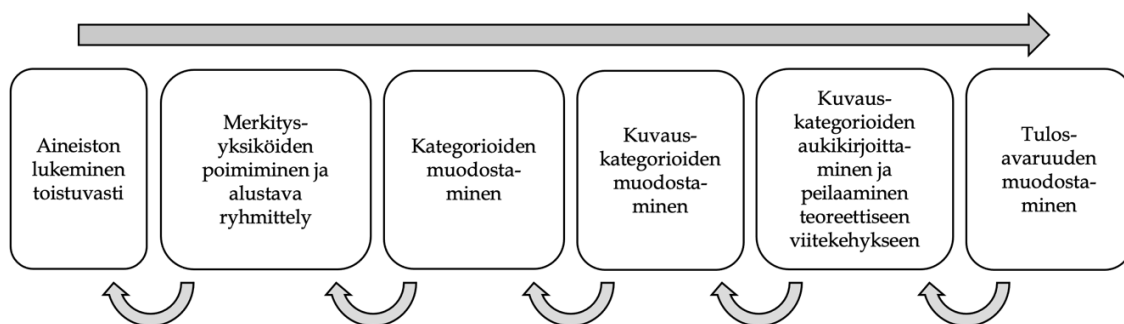 Aineiston
lukeminen
toistuvasti
Merkitys-
yksiköiden
poimiminen ja
alustava
ryhmittely
Kategorioiden
muodosta-
minen
Kuvaus-
kategorioiden
muodosta-
minen
Kuvaus-
kategorioiden
aukikirjoitta-
minen ja
peilaaminen
teoreettiseen
viitekehykseen
Tulos-
avaruuden
muodosta-
minen